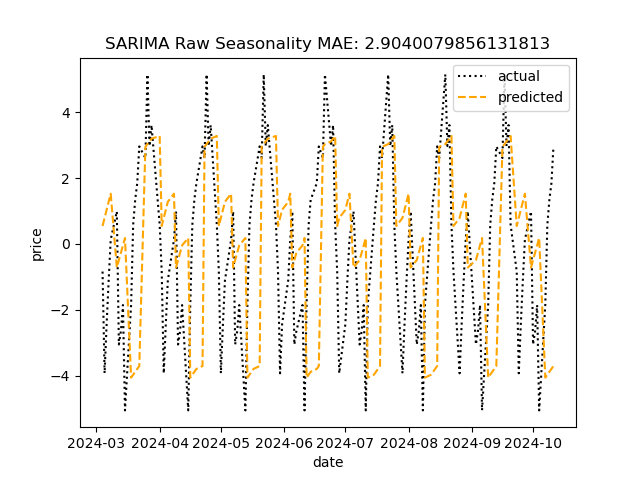 SARIMA Raw Seasonality MAE: 2.9040079856131813
actual
predicted
4
2
0
−2
−4
price
2024-03 2024-04 2024-05 2024-06 2024-07 2024-08 2024-09 2024-10
date